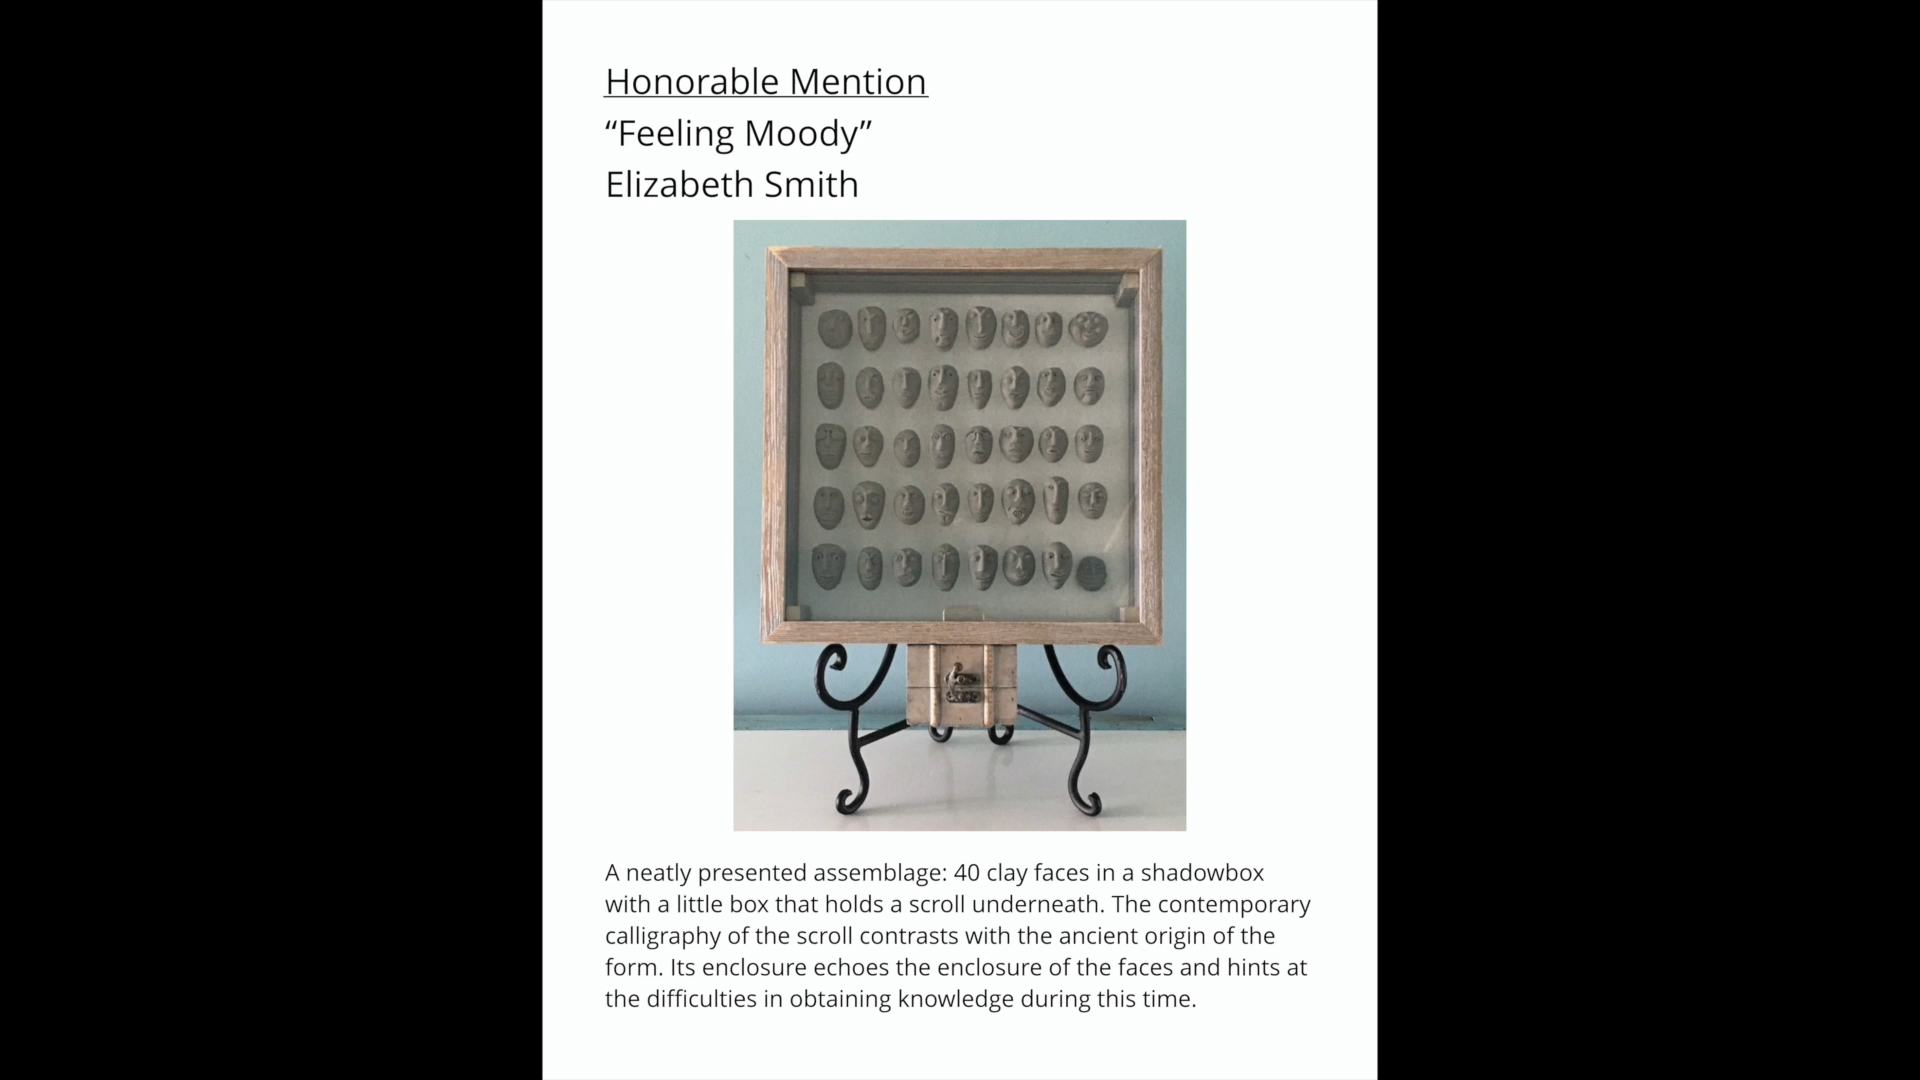 Honorable Mention
“Feeling Moody”
Elizabeth Smith
A neatly presented assemblage: 40 clay faces in a shadowbox
with a little box that holds a scroll underneath. The contemporary
calligraphy of the scroll contrasts with the ancient origin of the
form. Its enclosure echoes the enclosure of the faces and hints at
the difficulties in obtaining knowledge during this time.